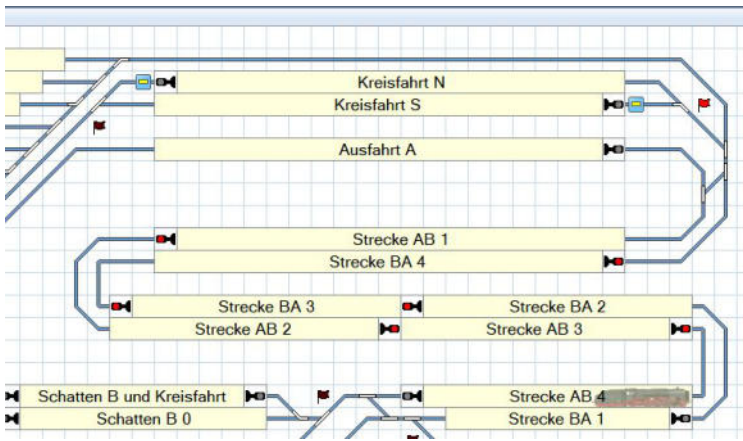 Kreisfahrt N
Kreisfahrt S
Ausfahrt A
Strecke AB 1
Strecke BA 4
Strecke BA 3 Strecke BA 2
Strecke AB 2 Strecke AB 3
Schatten B und Kreisfahrt Strecke AB 4
Schatten B 0 Strecke BA 1